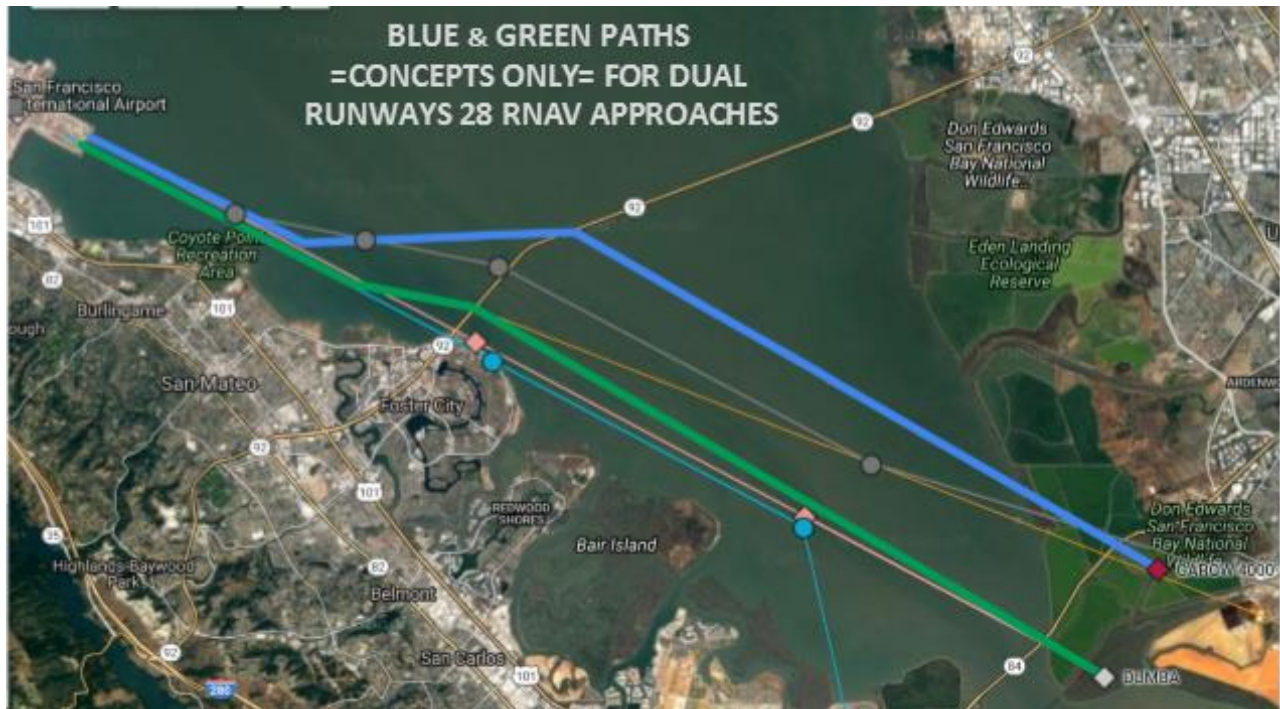 BLUE & GREEN PATHS
=CONCEPTS ONLY= FOR DUAL
RUNWAYS 28 RNAV APPROACHES
San Francisco
International Airport
92
92
92
Don Edwards
San Francisco
Bay National
Wildlife...
101
Coyote Point
Recreation
Area
82
Eden Landing
Ecological
Reserve
Burlingame
101
ough
92
San Mateo
Foster City
ARDENW
92
101
REDWOOD
SHORES
Don Edwards
San Francisco
Bay National
35
Bair Island
Highlands-Baywood
Park
82
4000
Belmont
92
San Carlos
84
DUMBA
101
280